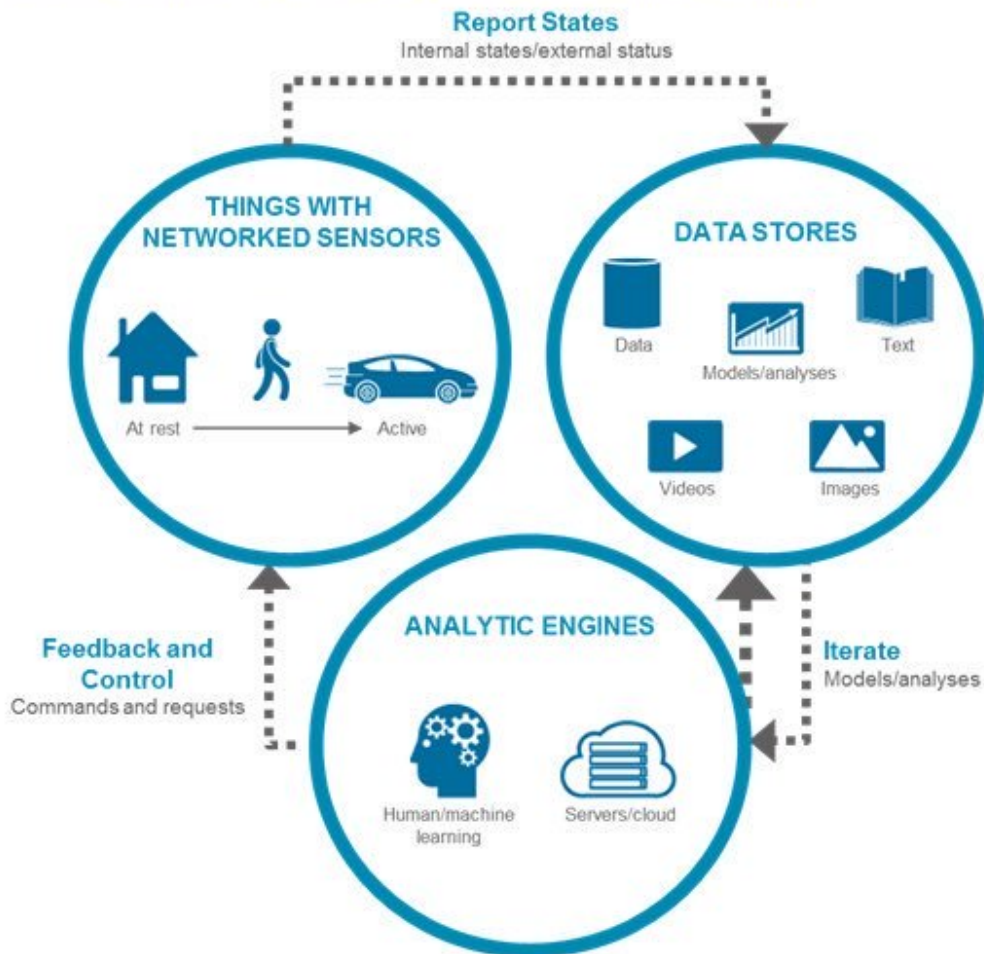 Report States
Internal states/external status
THINGS WITH
NETWORKED SENSORS
At rest
Active
DATA STORES
Data
Models/analyses
Text
Videos
Images
Feedback and
Control
Commands and requests
ANALYTIC ENGINES
Human/machine
learning
Servers/cloud
Iterate
Models/analyses